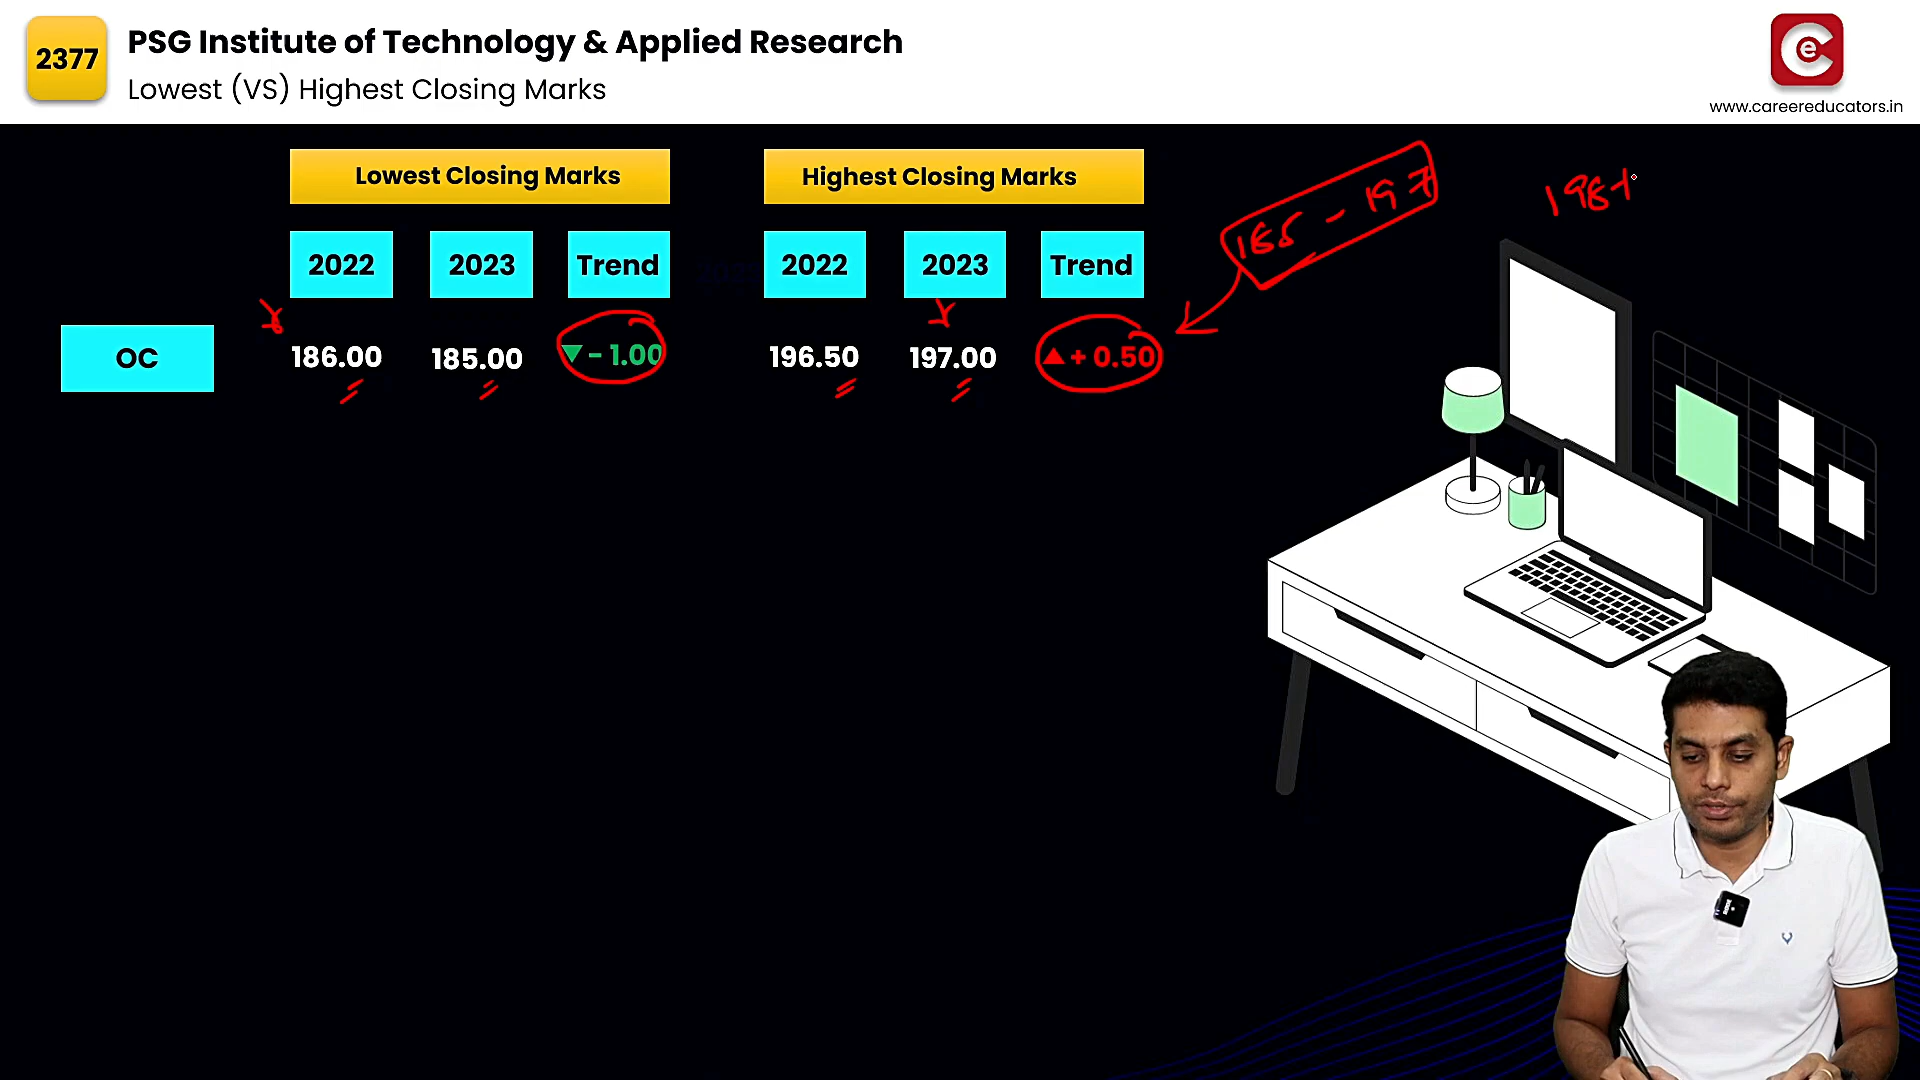 2377
PSG Institute of Technology & Applied Research
Lowest (VS) Highest Closing Marks
e
www.careereducators.in
Lowest Closing Marks
Highest Closing Marks
185 - 197
2022 2023 Trend
2022 2023 Trend
OC
186.00 185.00 ▼ - 1.00
196.50 197.00 ▲ + 0.50